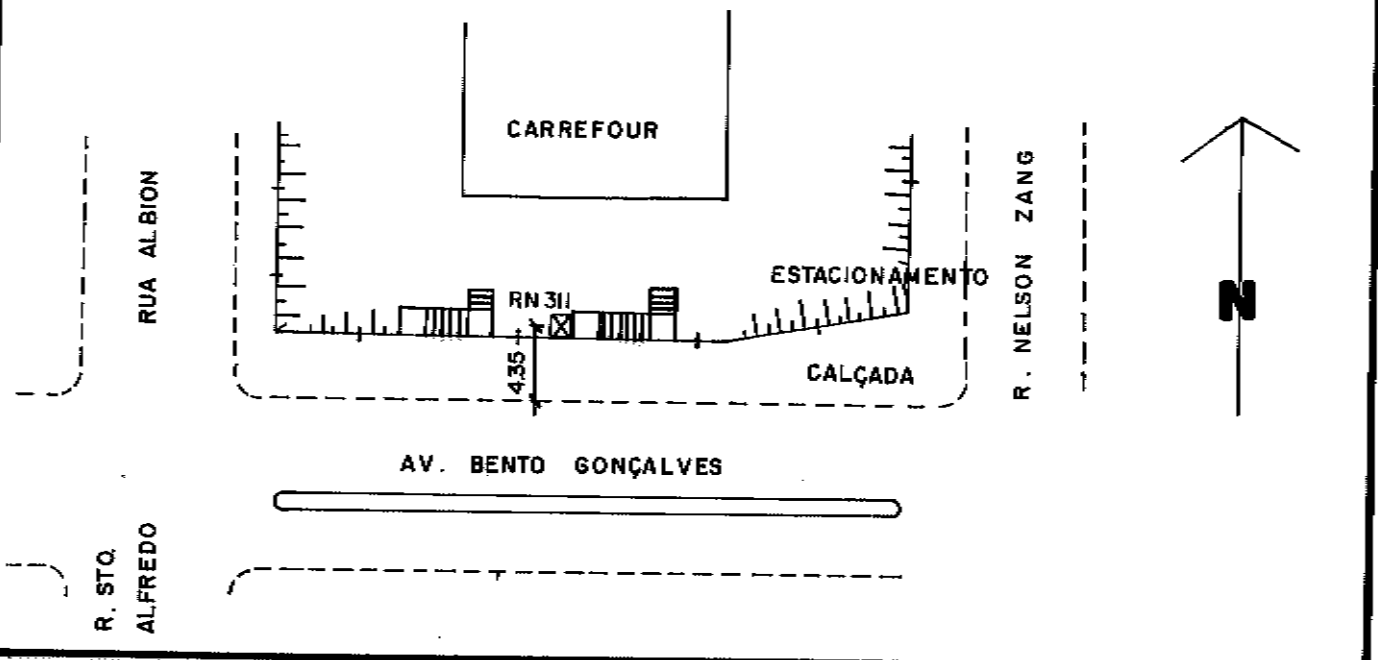 CARREFOUR
RUA ALBION
R. NELSON ZANG
ESTACIONAMENTO
RN 311
N
4.35
CALÇADA
AV. BENTO GONÇALVES
R. STO.
ALFREDO